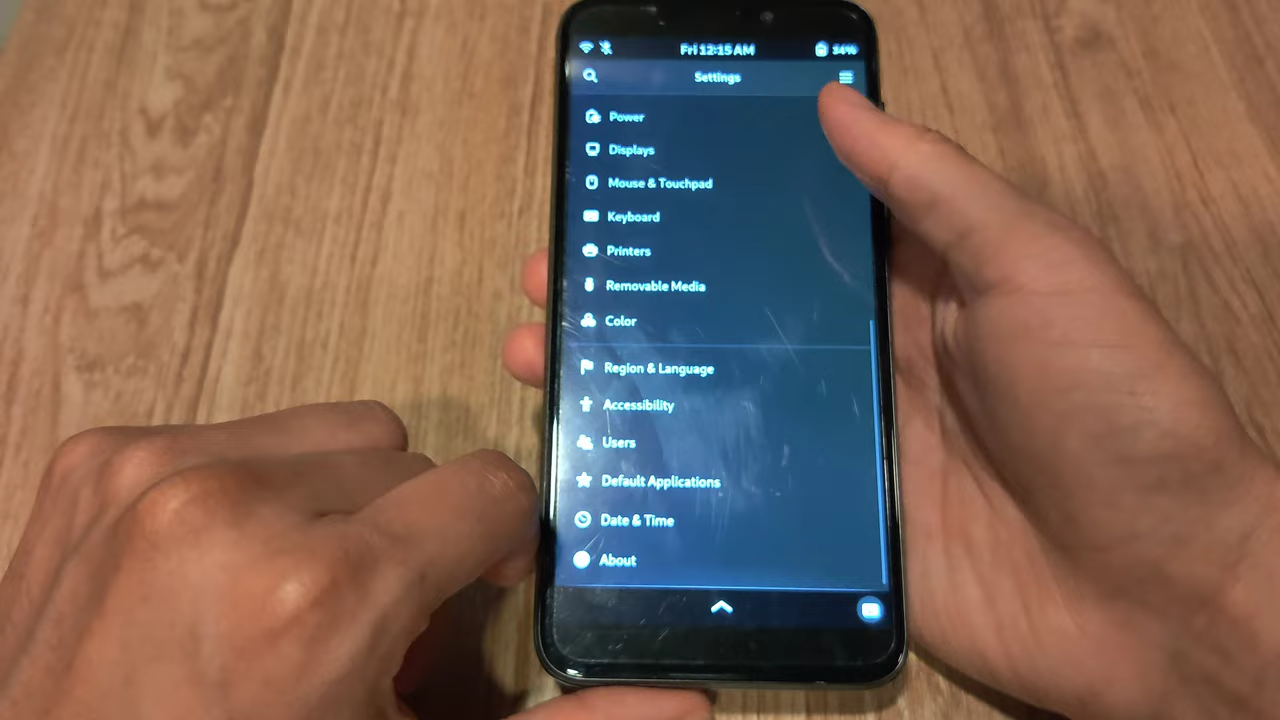 Fri 12:15 AM
34%
Settings
Power
Displays
Mouse & Touchpad
Keyboard
Printers
Removable Media
Color
Region & Language
Accessibility
Users
Default Applications
Date & Time
About